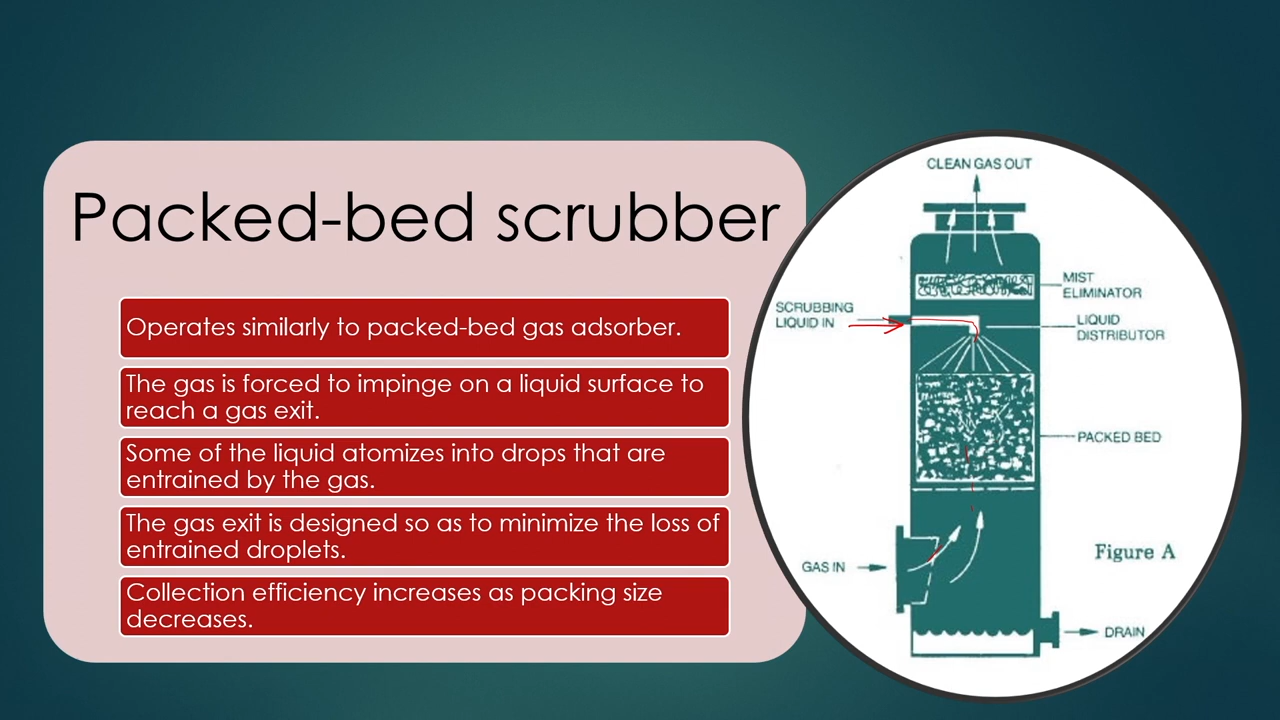 Packed-bed scrubber
Operates similarly to packed-bed gas adsorber.
The gas is forced to impinge on a liquid surface to
reach a gas exit.
Some of the liquid atomizes into drops that are
entrained by the gas.
The gas exit is designed so as to minimize the loss of
entrained droplets.
Collection efficiency increases as packing size
decreases.
CLEAN GAS OUT
MIST
ELIMINATOR
SCRUBBING
LIQUID IN
LIQUID
DISTRIBUTOR
PACKED BED
Figure A
GAS IN
DRAIN